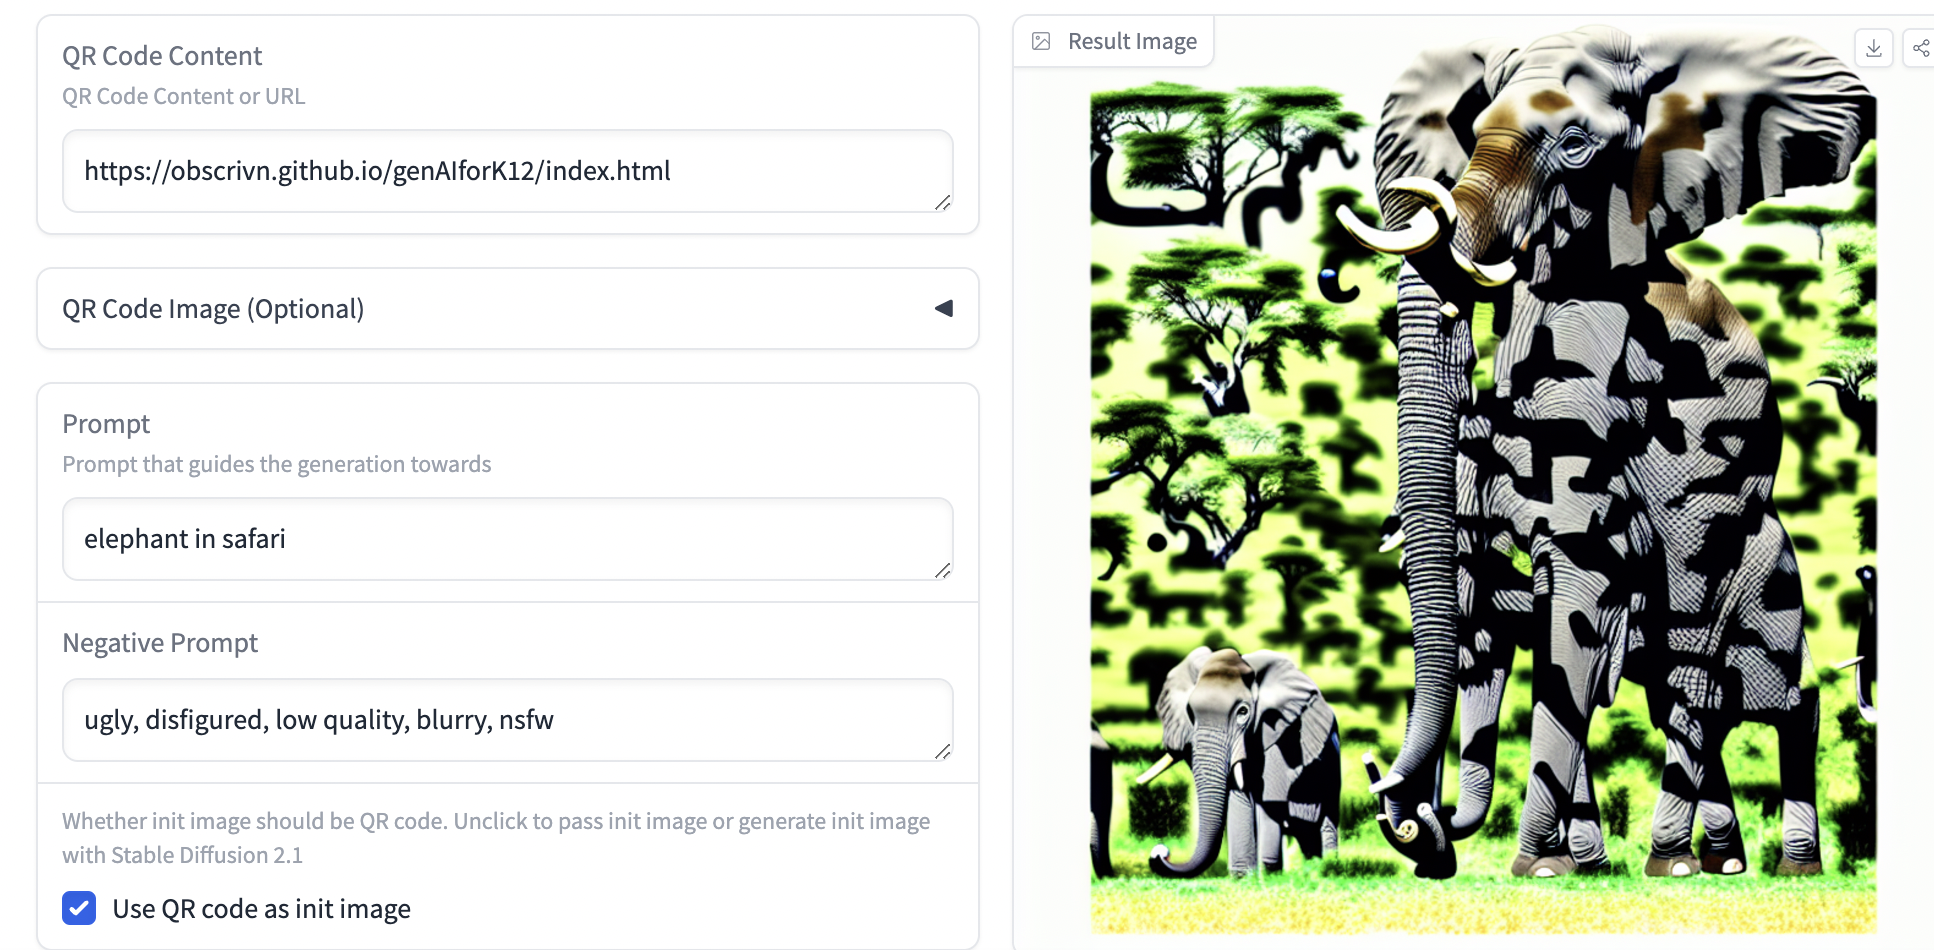 QR Code Content
QR Code Content or URL
https://obscrivn.github.io/genAIforK12/index.html
QR Code Image (Optional)
Prompt
Prompt that guides the generation towards
elephant in safari
Negative Prompt
ugly, disfigured, low quality, blurry, nsfw
Whether init image should be QR code. Unclick to pass init image or generate init image
with Stable Diffusion 2.1
Use QR code as init image
Result Image